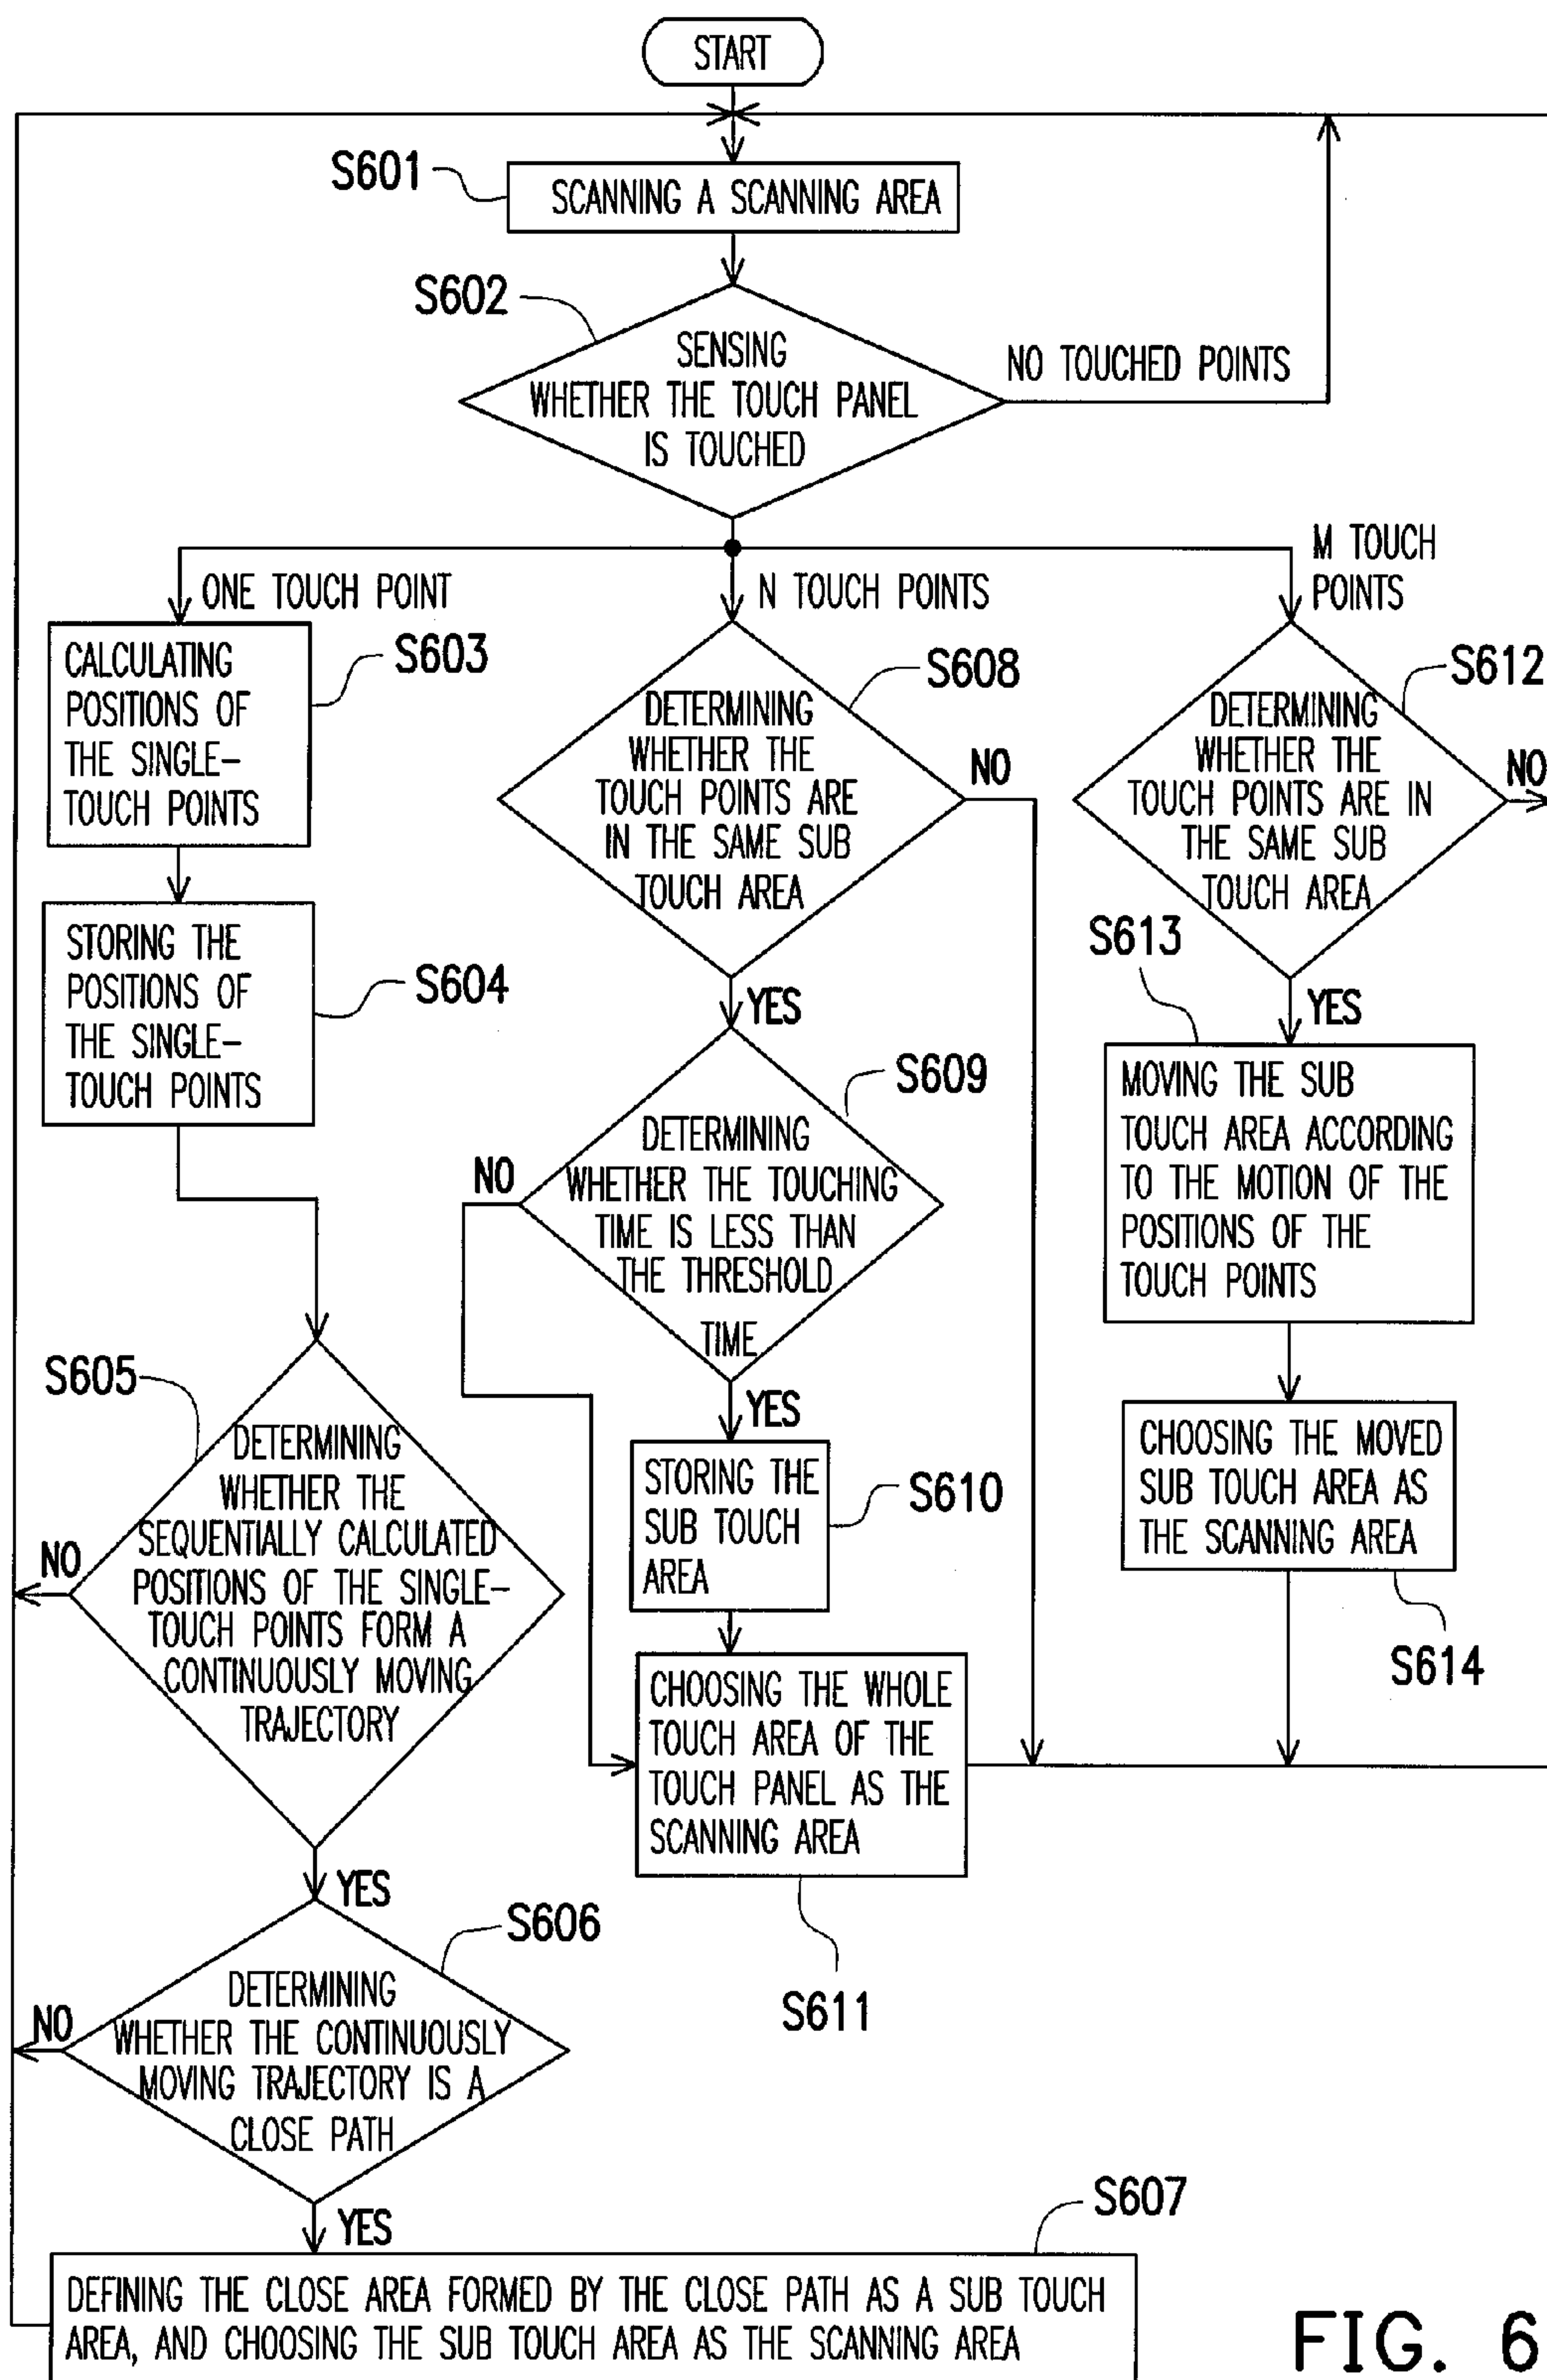 START
S601
SCANNING A SCANNING AREA
S602
SENSING
WHETHER THE TOUCH PANEL
IS TOUCHED
NO TOUCHED POINTS
ONE TOUCH POINT
N TOUCH POINTS
M TOUCH
POINTS
CALCULATING
POSITIONS OF
THE SINGLE-
TOUCH POINTS
S603
STORING THE
POSITIONS OF
THE SINGLE-
TOUCH POINTS
S604
S605
DETERMINING
WHETHER THE
SEQUENTIALLY CALCULATED
POSITIONS OF THE SINGLE-
TOUCH POINTS FORM A
CONTINUOUSLY MOVING
TRAJECTORY
NO
YES
S606
DETERMINING
WHETHER THE CONTINUOUSLY
MOVING TRAJECTORY IS A
CLOSE PATH
NO
YES
S607
DEFINING THE CLOSE AREA FORMED BY THE CLOSE PATH AS A SUB TOUCH
AREA, AND CHOOSING THE SUB TOUCH AREA AS THE SCANNING AREA
S608
DETERMINING
WHETHER THE
TOUCH POINTS ARE
IN THE SAME SUB
TOUCH AREA
NO
YES
S609
DETERMINING
WHETHER THE TOUCHING
TIME IS LESS THAN
THE THRESHOLD
TIME
NO
YES
STORING THE
SUB TOUCH
AREA
S610
CHOOSING THE WHOLE
TOUCH AREA OF THE
TOUCH PANEL AS THE
SCANNING AREA
S611
S612
DETERMINING
WHETHER THE
TOUCH POINTS ARE IN
THE SAME SUB
TOUCH AREA
NO
YES
S613
MOVING THE SUB
TOUCH AREA ACCORDING
TO THE MOTION OF THE
POSITIONS OF THE
TOUCH POINTS
CHOOSING THE MOVED
SUB TOUCH AREA AS
THE SCANNING AREA
S614
FIG. 6